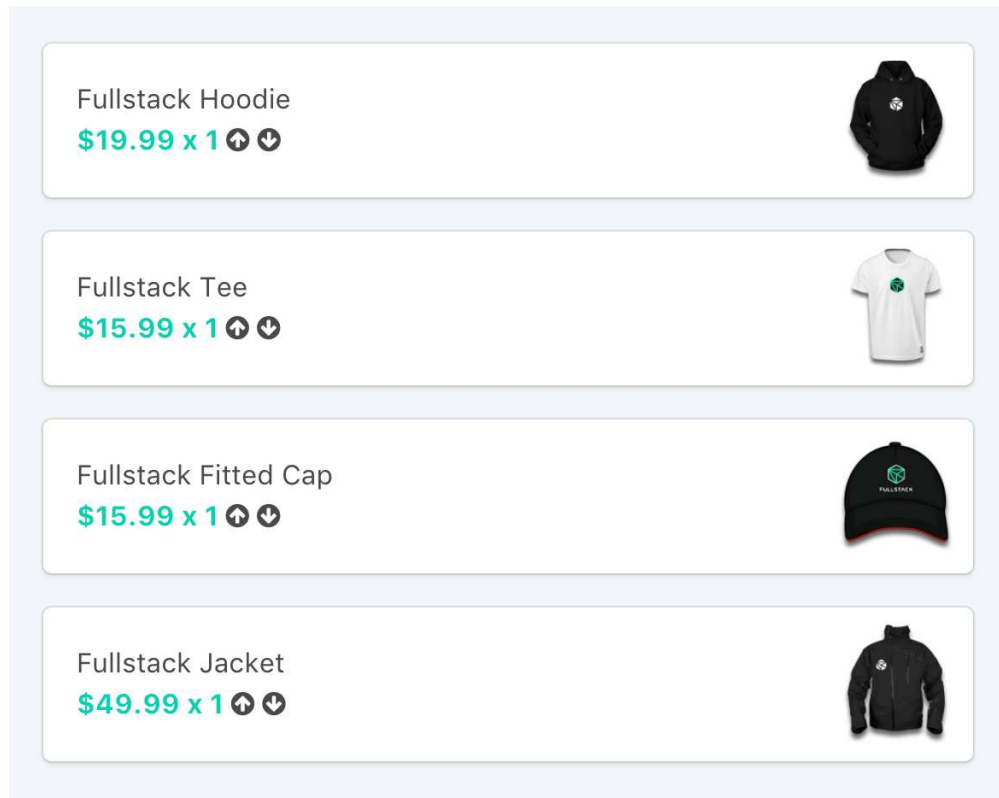 Fullstack Hoodie
$19.99 x 1
Fullstack Tee
$15.99 x 1
Fullstack Fitted Cap
$15.99 x 1
FULLSTACK
Fullstack Jacket
$49.99 x 1